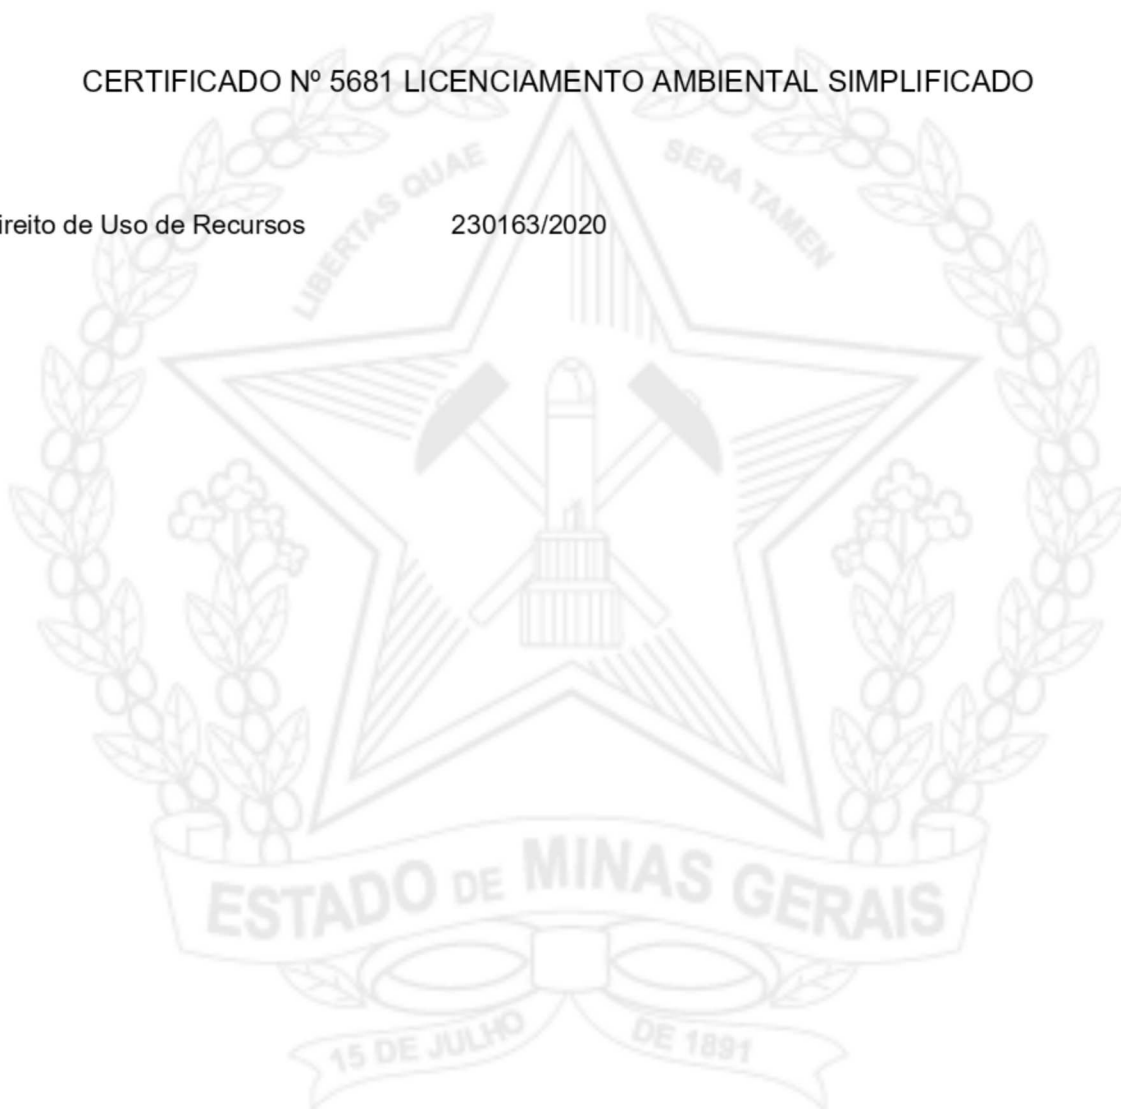 CERTIFICADO Nº 5681 LICENCIAMENTO AMBIENTAL SIMPLIFICADO
LIBERTAS QUAE SERA TAMEN
ireito de Uso de Recursos 230163/2020
ESTADO DE MINAS GERAIS
15 DE JULHO DE 1891